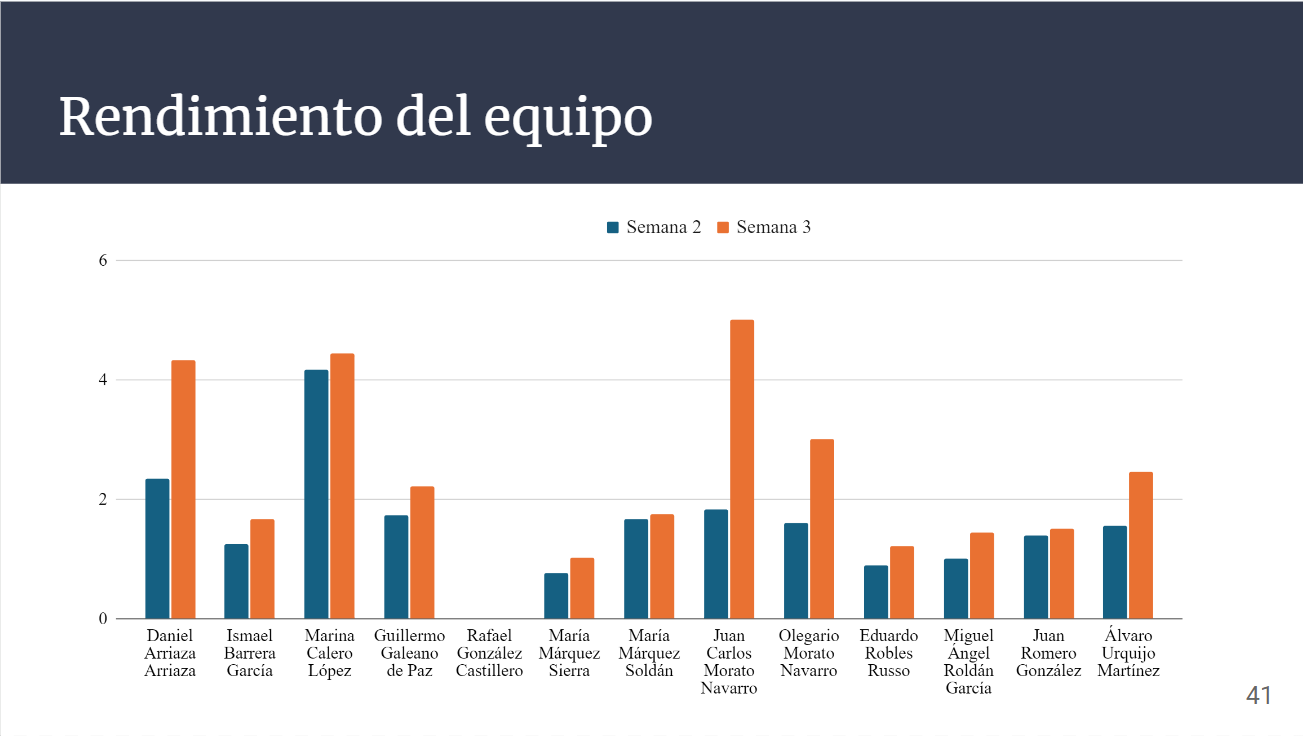 Rendimiento del equipo
Semana 2
Semana 3
6
4
2
0
Daniel
Arriaza
Arriaza
Ismael
Barrera
García
Marina
Calero
López
Guillermo
Galeano
de Paz
Rafael
González
Castillero
María
Márquez
Sierra
María
Márquez
Soldán
Juan
Carlos
Morato
Navarro
Olegario
Morato
Navarro
Eduardo
Robles
Russo
Miguel
Ángel
Roldán
García
Juan
Romero
González
Álvaro
Urquijo
Martínez
41